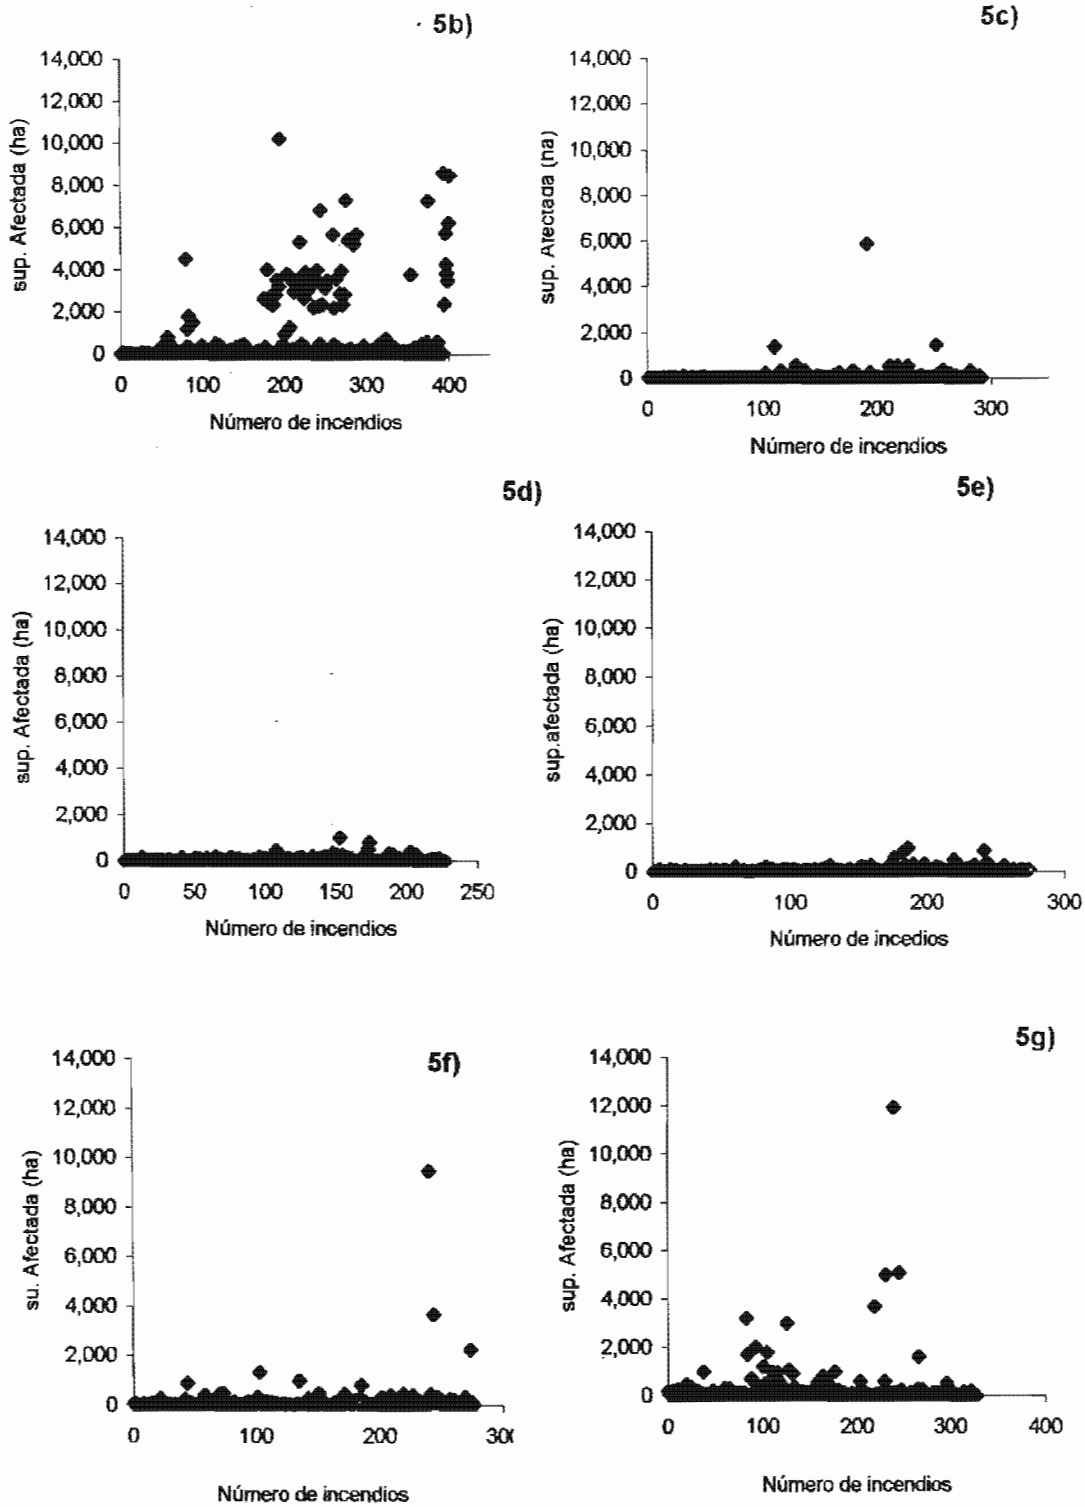 5b)
14,000
12,000
10,000
8,000
6,000
4,000
2,000
0
sup. Afectada (ha)
0 100 200 300 400
Número de incendios
5c)
14,000
12,000
10,000
8,000
6,000
4,000
2,000
0
sup. Afectada (ha)
0 100 200 300
Número de incendios
5d)
14,000
12,000
10,000
8,000
6,000
4,000
2,000
0
sup. Afectada (ha)
0 50 100 150 200 250
Número de incendios
5e)
14,000
12,000
10,000
8,000
6,000
4,000
2,000
0
sup.afectada (ha)
0 100 200 300
Número de incedios
5f)
14,000
12,000
10,000
8,000
6,000
4,000
2,000
0
su. Afectada (ha)
0 100 200 300
Número de incendios
5g)
14,000
12,000
10,000
8,000
6,000
4,000
2,000
0
sup. Afectada (ha)
0 100 200 300 400
Número de incendios